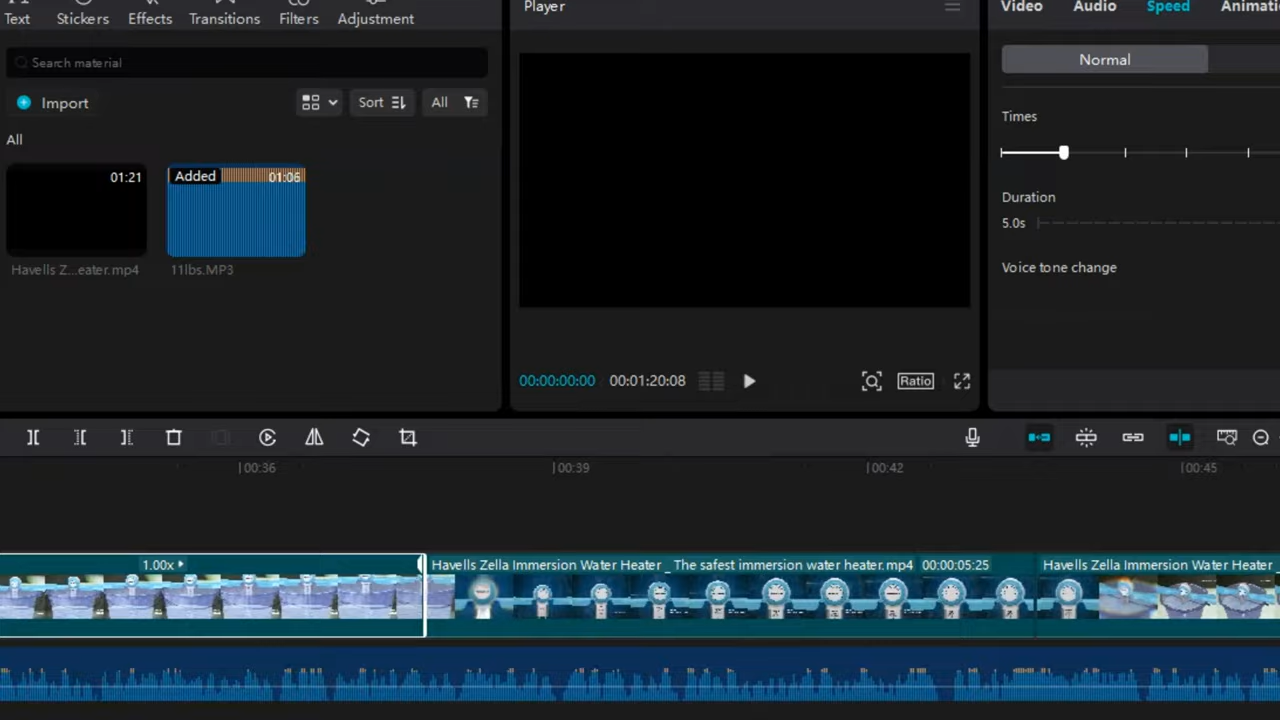 Text Stickers Effects Transitions Filters Adjustment
Search material
Import
Sort
All
All
01:21
Added
01:06
Havells Z...eater.mp4
11lbs.MP3
Player
00:00:00:00 00:01:20:08
Ratio
Video Audio Speed
Normal
Times
Duration
5.0s
Voice tone change
00:36 00:39 00:42 00:45
1.00x
Havells Zella Immersion Water Heater _ The safest immersion water heater.mp4 00:00:05:25
Havells Zella Immersion Water Heater _